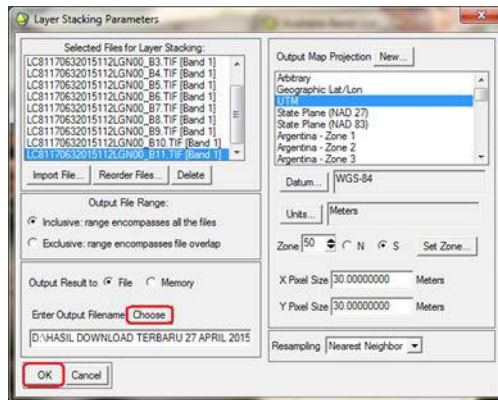 Layer Stacking Parameters
Selected Files for Layer Stacking:
LC81170632015112LGN00_B3.TIF [Band 1]
LC81170632015112LGN00_B4.TIF [Band 1]
LC81170632015112LGN00_B5.TIF [Band 1]
LC81170632015112LGN00_B6.TIF [Band 1]
LC81170632015112LGN00_B7.TIF [Band 1]
LC81170632015112LGN00_B8.TIF [Band 1]
LC81170632015112LGN00_B9.TIF [Band 1]
LC81170632015112LGN00_B10.TIF [Band 1]
LC81170632015112LGN00_B11.TIF [Band 1]
Import File...
Reorder Files...
Delete
Output File Range:
Inclusive: range encompasses all the files
Exclusive: range encompasses file overlap
Output Result to File Memory
Enter Output Filename Choose
D:\HASIL DOWNLOAD TERBARU 27 APRIL 2015
OK
Cancel
Output Map Projection New...
Arbitrary
Geographic Lat/Lon
UTM
State Plane (NAD 27)
State Plane (NAD 83)
Argentina - Zone 1
Argentina - Zone 2
Argentina - Zone 3
Datum... WGS-84
Units... Meters
Zone 50 N S Set Zone...
X Pixel Size 30.00000000 Meters
Y Pixel Size 30.00000000 Meters
Resampling Nearest Neighbor